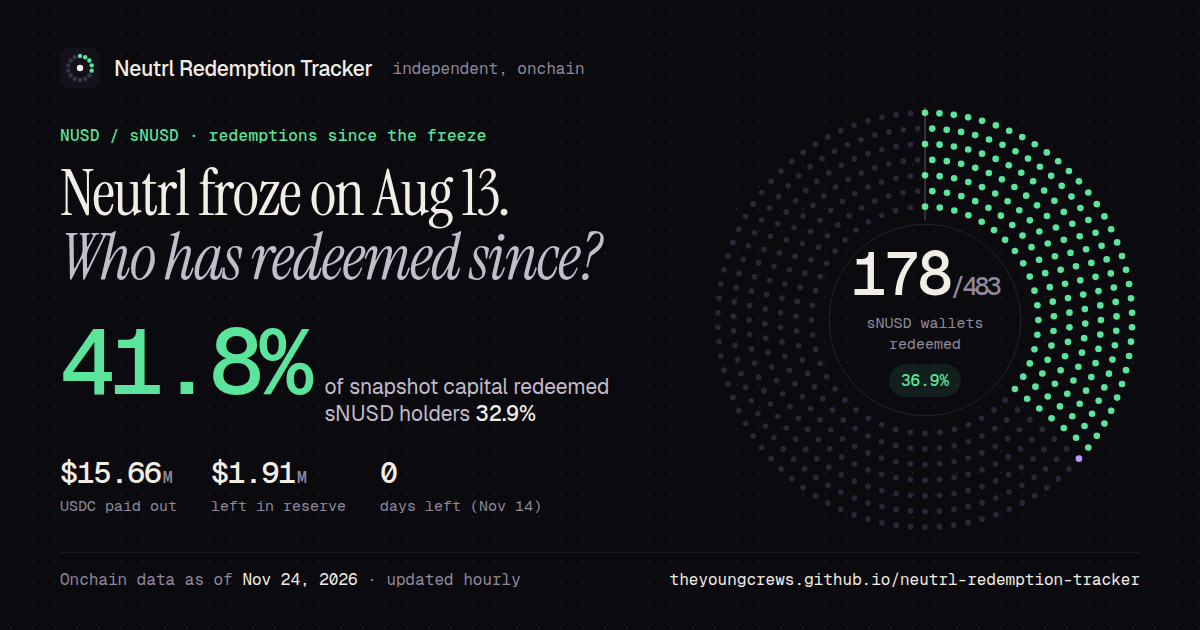 Neutrl Redemption Tracker independent, onchain
NUSD / sNUSD · redemptions since the freeze
Neutrl froze on Aug 13.
Who has redeemed since?
41.8% of snapshot capital redeemed
sNUSD holders 32.9%
$15.66M $1.91M 0
USDC paid out left in reserve days left (Nov 14)
178/483
sNUSD wallets
redeemed
36.9%
Onchain data as of Nov 24, 2026 · updated hourly
theyoungcrews.github.io/neutrl-redemption-tracker